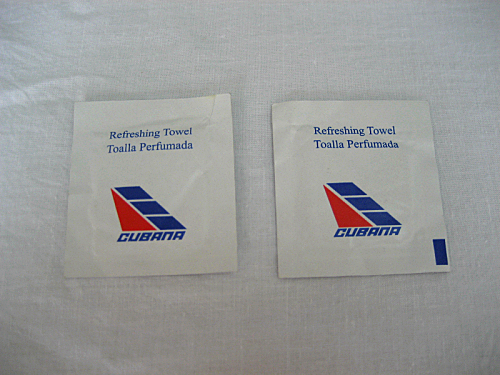 Refreshing Towel
Toalla Perfumada
CUBANA
Refreshing Towel
Toalla Perfumada
CUBANA